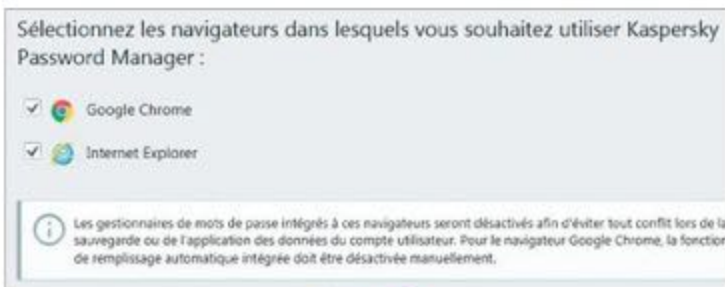 Sélectionnez les navigateurs dans lesquels vous souhaitez utiliser Kaspersky
Password Manager :
Google Chrome
Internet Explorer
Les gestionnaires de mots de passe intégrés à ces navigateurs seront désactivés afin d'éviter tout conflit lors de la
sauvegarde ou de l'application des données du compte utilisateur. Pour le navigateur Google Chrome, la fonction
de remplissage automatique intégrée doit être désactivée manuellement.